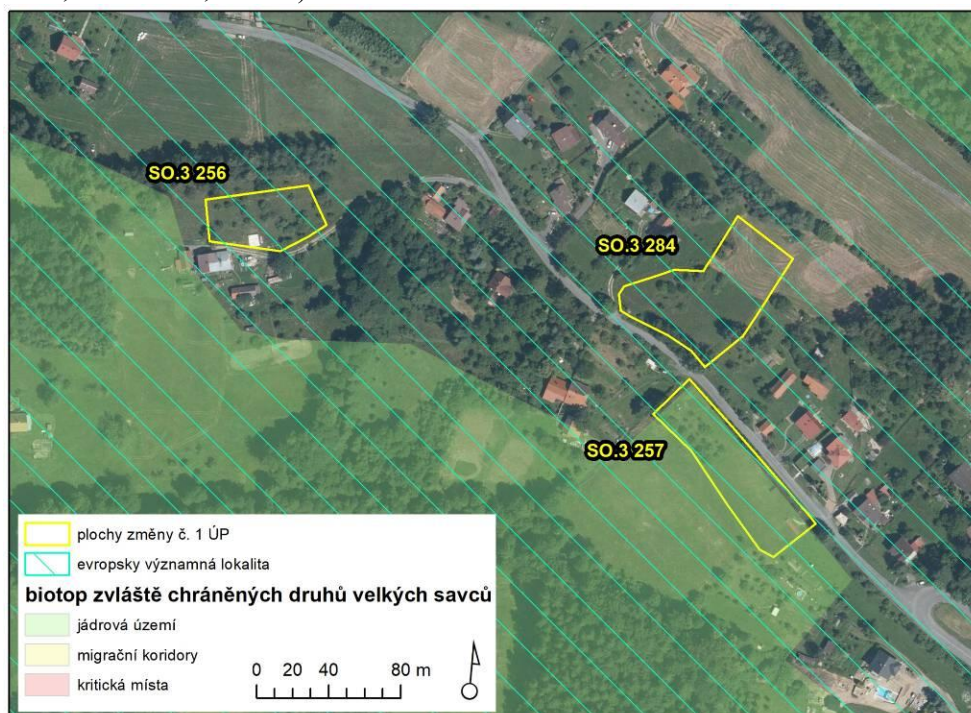 SO.3 256
SO.3 284
SO.3 257
plochy změny č. 1 ÚP
evropsky významná lokalita
biotop zvláště chráněných druhů velkých savců
jádrová území
migrační koridory
kritická místa
0 20 40 80 m